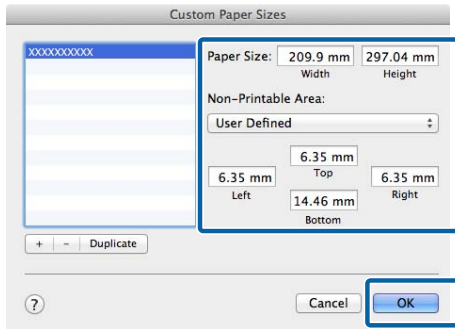 Custom Paper Sizes
XXXXXXXXXX
Paper Size: 209.9 mm 297.04 mm
Width Height
Non-Printable Area:
User Defined
6.35 mm
Top
6.35 mm 6.35 mm
Left Right
14.46 mm
Bottom
+ - Duplicate
? Cancel OK